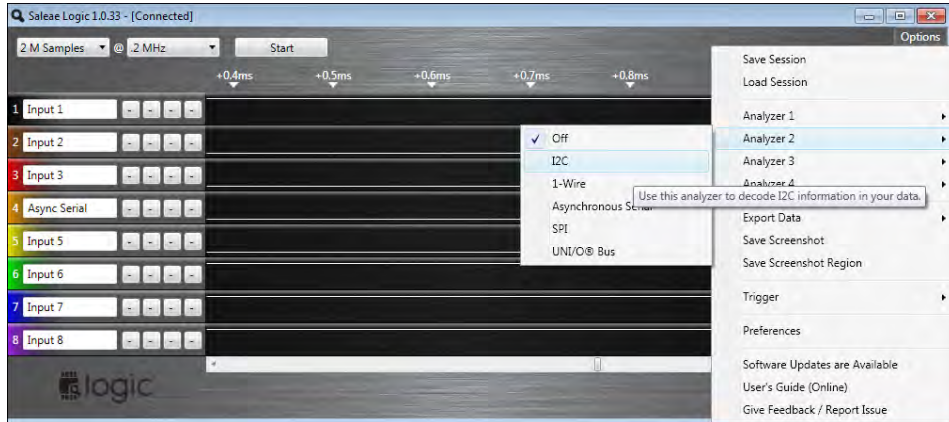 Saleae Logic 1.0.33 - [Connected]
2 M Samples @ .2 MHz Start Options
+0.4ms +0.5ms +0.6ms +0.7ms +0.8ms
1 Input 1 - - - -
2 Input 2 - - - -
3 Input 3 - - - -
4 Async Serial - - - -
5 Input 5 - - - -
6 Input 6 - - - -
7 Input 7 - - - -
8 Input 8 - - - -
logic
Off
I2C
1-Wire
Asynchronous Serial
SPI
UNI/O® Bus
Use this analyzer to decode I2C information in your data.
Save Session
Load Session
Analyzer 1
Analyzer 2
Analyzer 3
Analyzer 4
Export Data
Save Screenshot
Save Screenshot Region
Trigger
Preferences
Software Updates are Available
User's Guide (Online)
Give Feedback / Report Issue